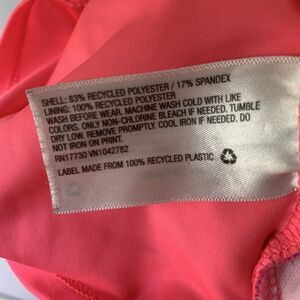 SHELL: 83% RECYCLED POLYESTER / 17% SPANDEX
LINING: 100% RECYCLED POLYESTER
WASH BEFORE WEAR. MACHINE WASH COLD WITH LIKE
COLORS. ONLY NON-CHLORINE BLEACH IF NEEDED. TUMBLE
DRY LOW. REMOVE PROMPTLY. COOL IRON IF NEEDED. DO
NOT IRON ON PRINT
RN17730 VN1042782
LABEL MADE FROM 100% RECYCLED PLASTIC